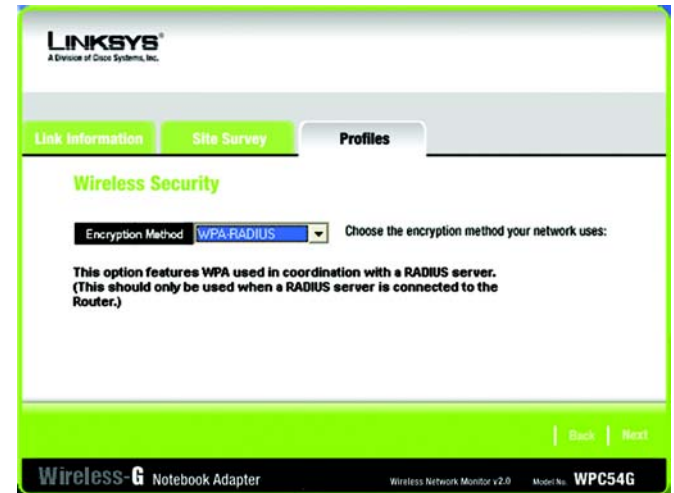 LINKSYS®
A Division of Cisco Systems, Inc.
Link Information Site Survey Profiles
Wireless Security
Encryption Method WPA-RADIUS Choose the encryption method your network uses:
This option features WPA used in coordination with a RADIUS server.
(This should only be used when a RADIUS server is connected to the
Router.)
Back Next
Wireless-G Notebook Adapter Wireless Network Monitor v2.0 Model No. WPC54G